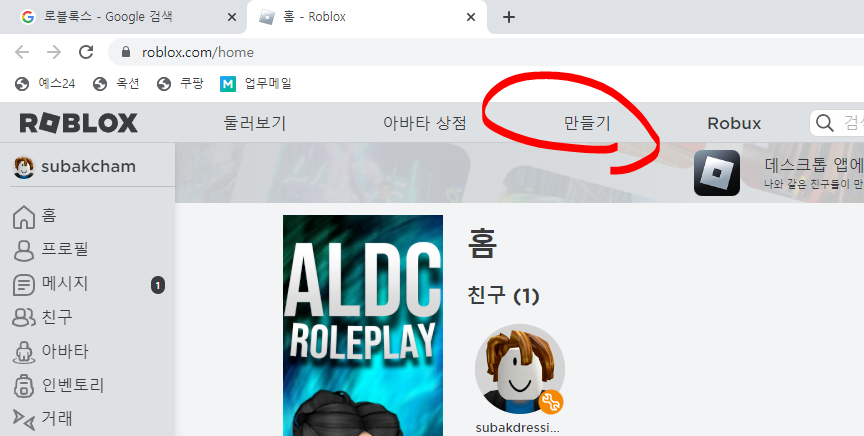 로블록스 - Google 검색
홈 - Roblox
roblox.com/home
예스24 옥션 쿠팡 업무메일
ROBLOX 둘러보기 아바타 상점 만들기 Robux 검색
subakcham
데스크톱 앱에
나와 같은 친구들이 만
홈
프로필
메시지 1
친구
아바타
인벤토리
거래
ALDC
ROLEPLAY
홈
친구 (1)
subakdressi...